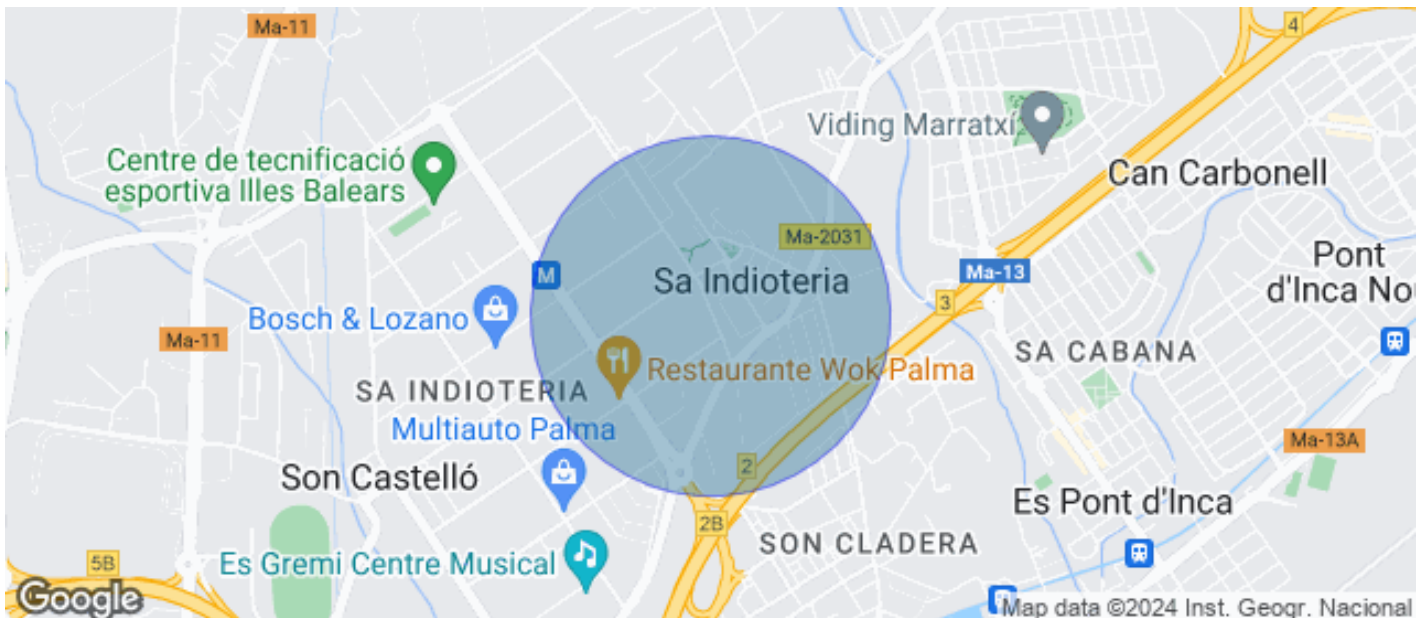 Ma-11
4
Viding Marratxí
Centre de tecnificació
esportiva Illes Balears
Can Carbonell
Ma-2031
Pont
d'Inca No
M
Sa Indioteria
Ma-13
Bosch & Lozano
3
Ma-11
SA CABANA
Restaurante Wok Palma
SA INDIOTERIA
Multiauto Palma
Ma-13A
Son Castelló
2
Es Pont d'Inca
2B
SON CLADERA
5B
Es Gremi Centre Musical
Google
Map data ©2024 Inst. Geogr. Nacional